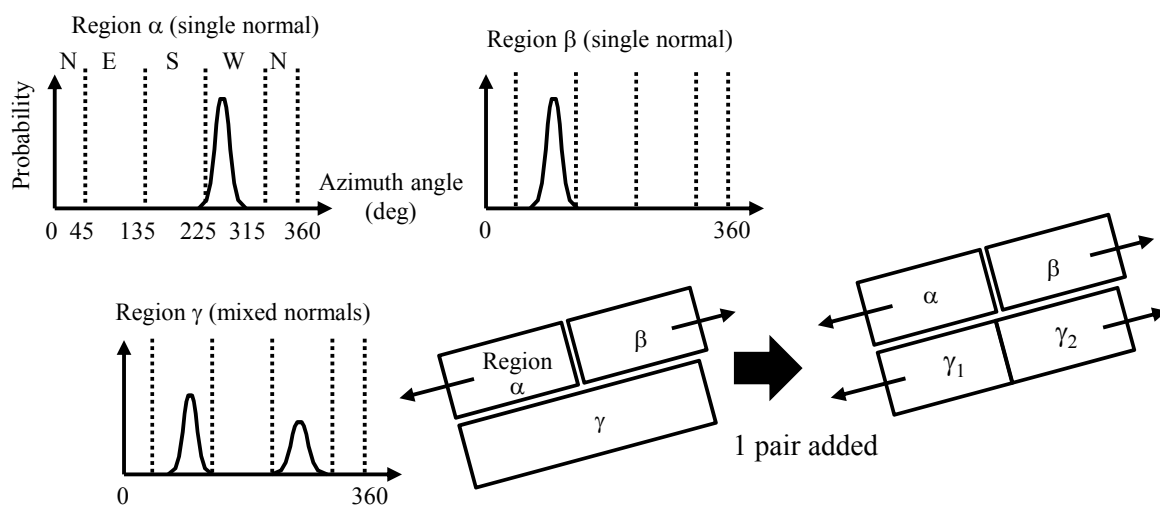 Region α (single normal)
N E S W N
Probability
Azimuth angle
(deg)
0 45 135 225 315 360
Region β (single normal)
0 360
Region γ (mixed normals)
0 360
Region
α
β
γ
1 pair added
α
β
γ1
γ2